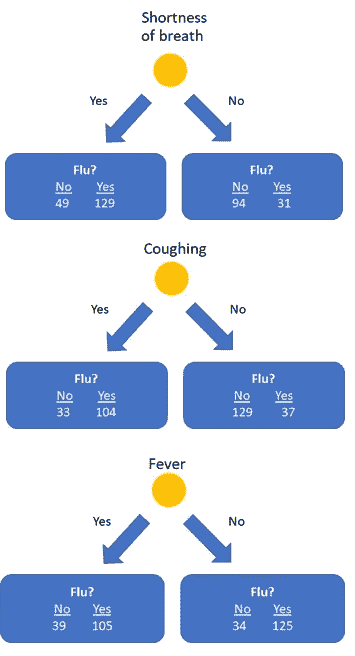 Shortness
of breath
Yes No
Flu? Flu?
No Yes No Yes
49 129 94 31
Coughing
Yes No
Flu? Flu?
No Yes No Yes
33 104 129 37
Fever
Yes No
Flu? Flu?
No Yes No Yes
39 105 34 125